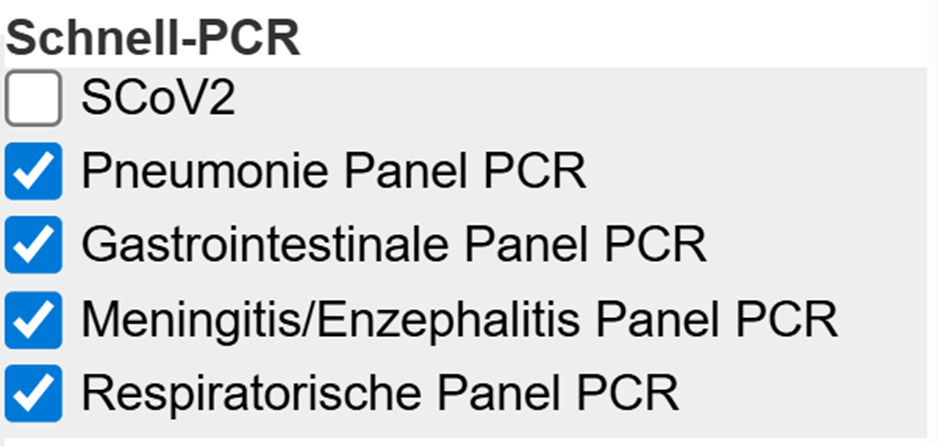 Schnell-PCR
SCoV2
Pneumonie Panel PCR
Gastrointestinale Panel PCR
Meningitis/Enzephalitis Panel PCR
Respiratorische Panel PCR